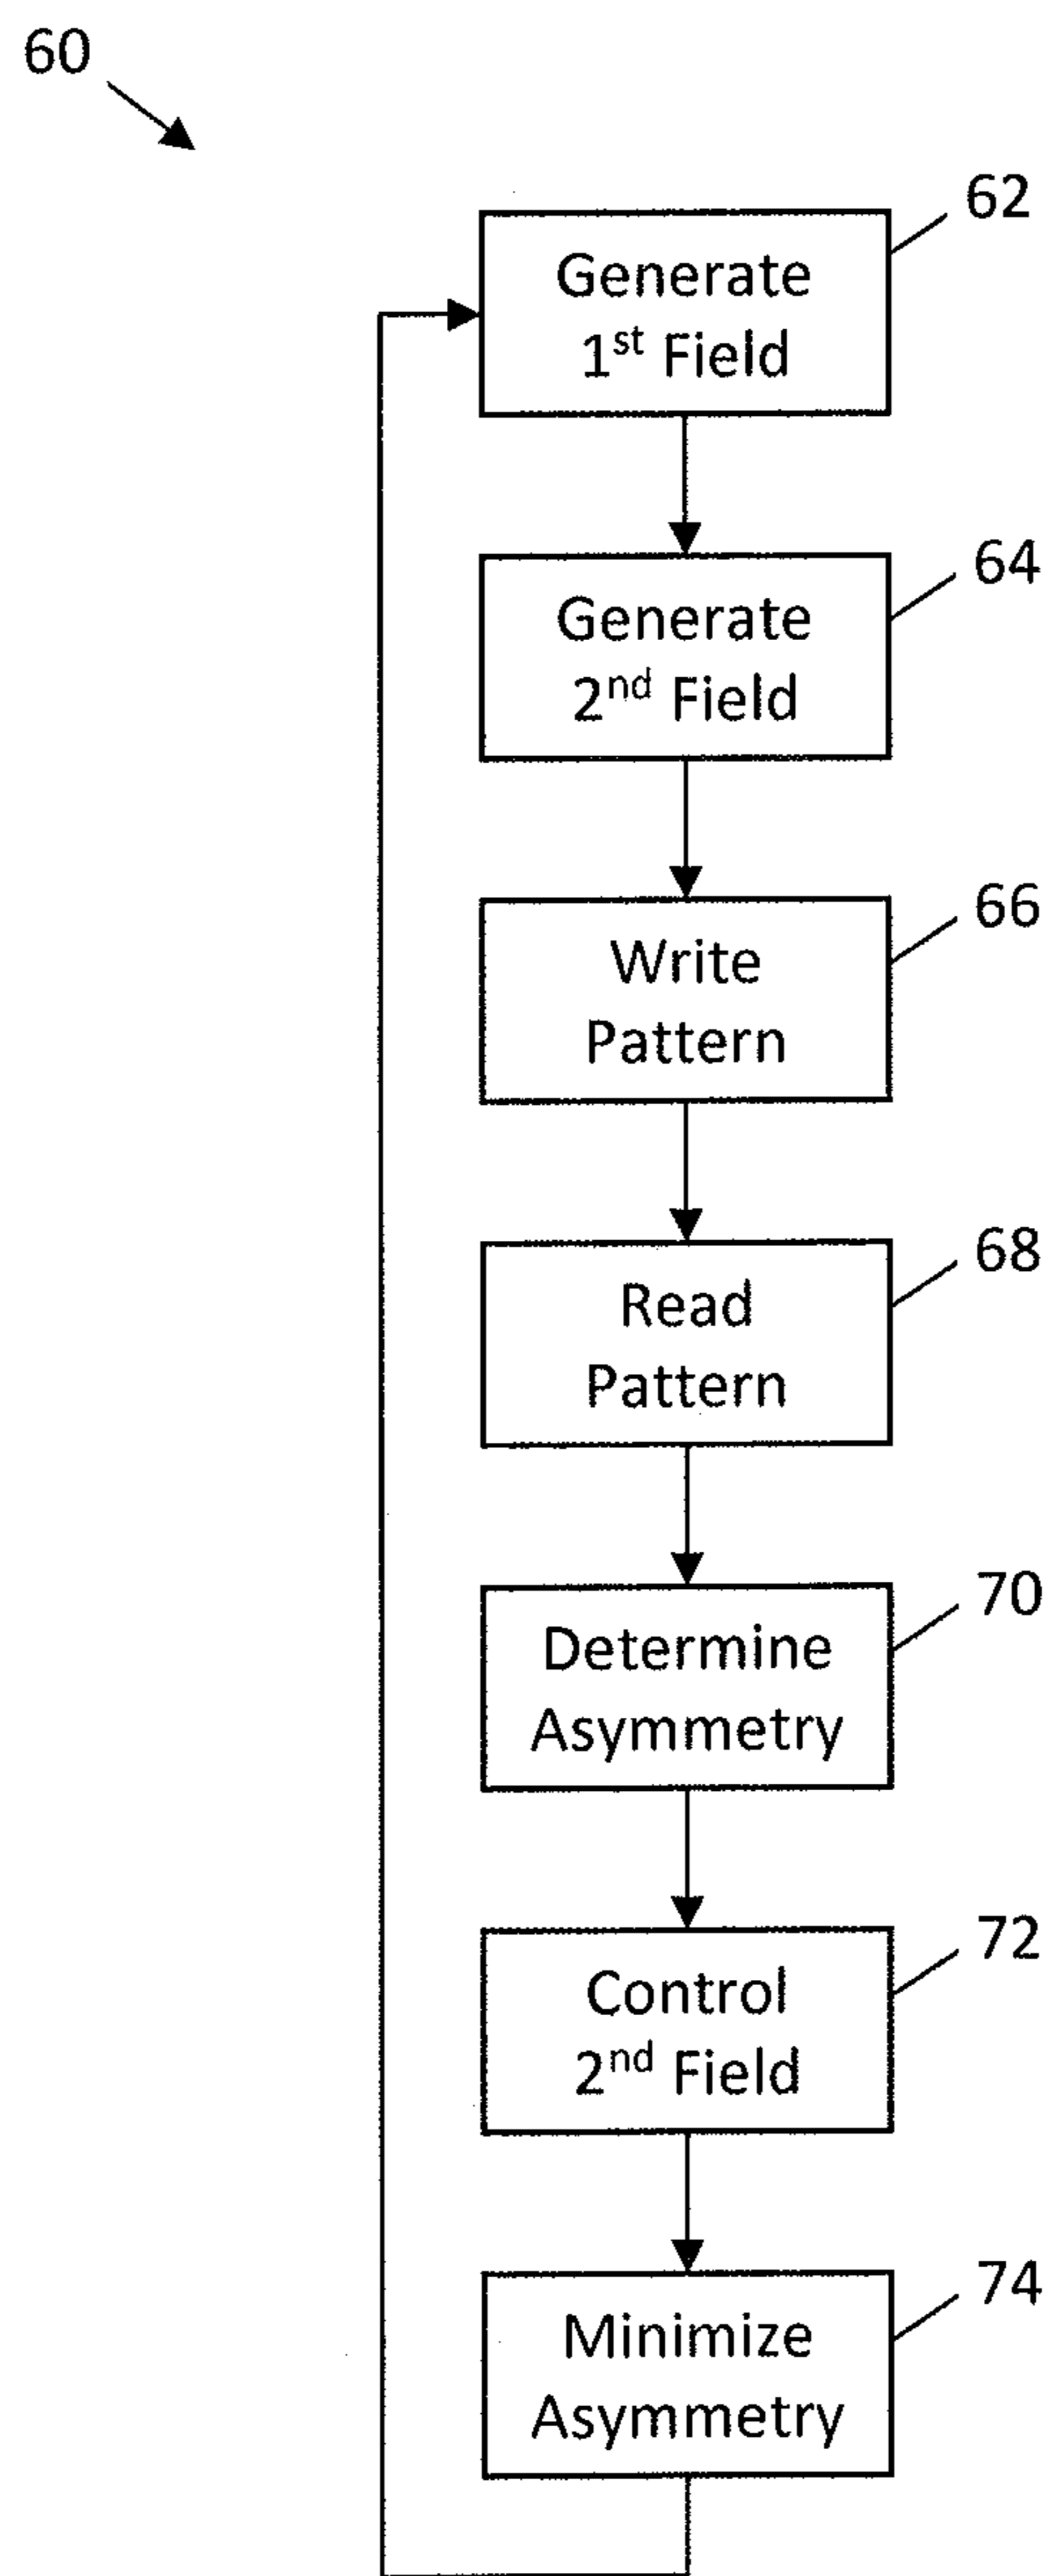 60
62
Generate
1st Field
64
Generate
2nd Field
66
Write
Pattern
68
Read
Pattern
70
Determine
Asymmetry
72
Control
2nd Field
74
Minimize
Asymmetry